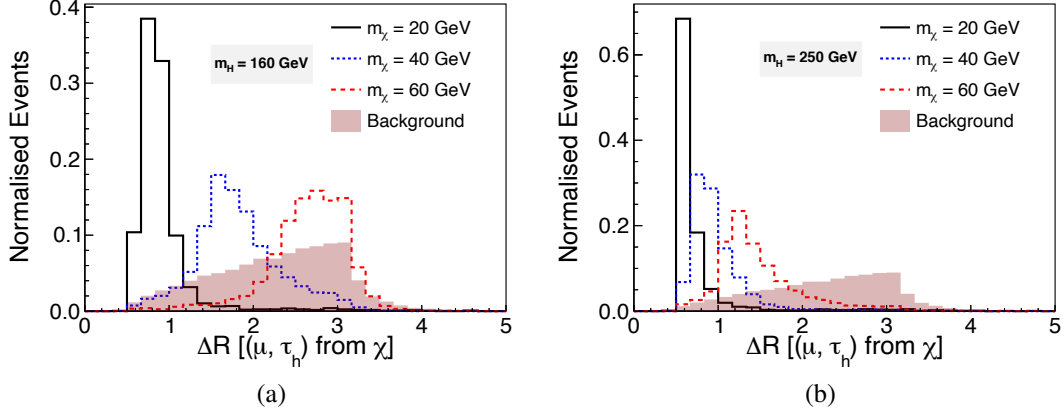 0.4
0.3
0.2
0.1
0.0
Normalised Events
m_H = 160 GeV
m_χ = 20 GeV
m_χ = 40 GeV
m_χ = 60 GeV
Background
0 1 2 3 4 5
ΔR [(μ, τ_h) from χ]
(a)
0.6
0.4
0.2
0.0
Normalised Events
m_H = 250 GeV
m_χ = 20 GeV
m_χ = 40 GeV
m_χ = 60 GeV
Background
0 1 2 3 4 5
ΔR [(μ, τ_h) from χ]
(b)